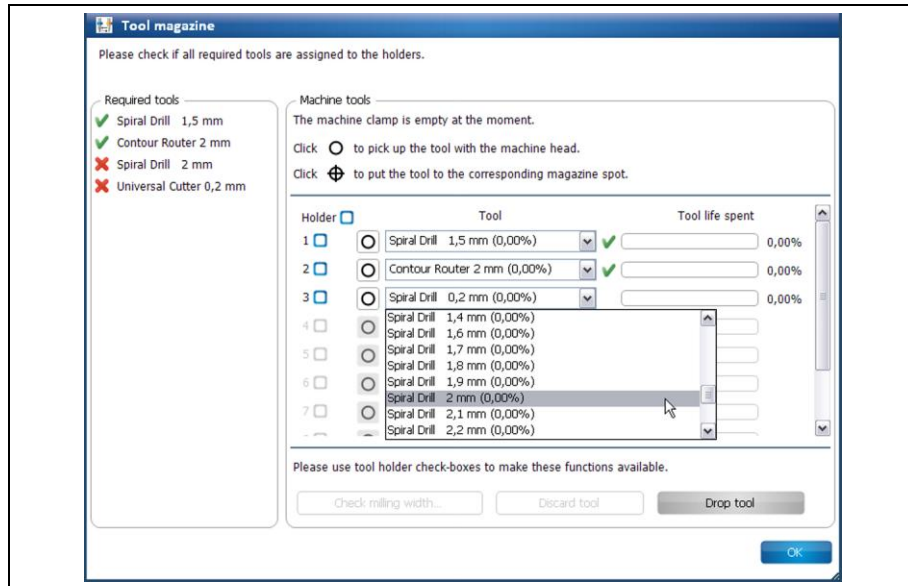 Tool magazine
Please check if all required tools are assigned to the holders.
Required tools
Spiral Drill 1,5 mm
Contour Router 2 mm
Spiral Drill 2 mm
Universal Cutter 0,2 mm
Machine tools
The machine clamp is empty at the moment.
Click to pick up the tool with the machine head.
Click to put the tool to the corresponding magazine spot.
Holder Tool Tool life spent
1 Spiral Drill 1,5 mm (0,00%) 0,00%
2 Contour Router 2 mm (0,00%) 0,00%
3 Spiral Drill 0,2 mm (0,00%) 0,00%
Spiral Drill 1,4 mm (0,00%)
4 Spiral Drill 1,6 mm (0,00%)
Spiral Drill 1,7 mm (0,00%)
5 Spiral Drill 1,8 mm (0,00%)
6 Spiral Drill 1,9 mm (0,00%)
Spiral Drill 2 mm (0,00%)
7 Spiral Drill 2,1 mm (0,00%)
Spiral Drill 2,2 mm (0,00%)
Please use tool holder check-boxes to make these functions available.
Check milling width... Discard tool Drop tool
OK